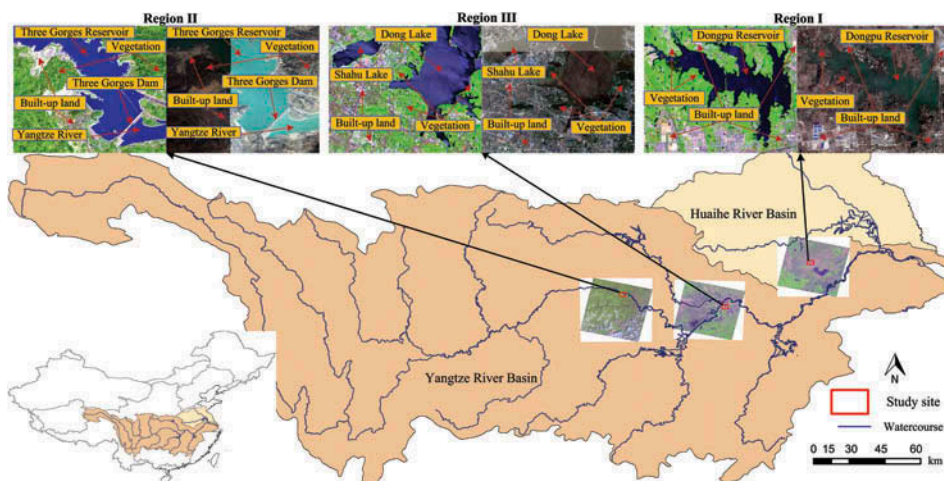 Region II
Three Gorges Reservoir
Vegetation
Three Gorges Dam
Built-up land
Yangtze River
Three Gorges Reservoir
Vegetation
Three Gorges Dam
Built-up land
Yangtze River
Region III
Dong Lake
Shahu Lake
Built-up land
Vegetation
Dong Lake
Shahu Lake
Built-up land
Vegetation
Region I
Dongpu Reservoir
Vegetation
Built-up land
Dongpu Reservoir
Vegetation
Built-up land
Huaihe River Basin
Yangtze River Basin
N
Study site
Watercourse
0 15 30 45 60
km